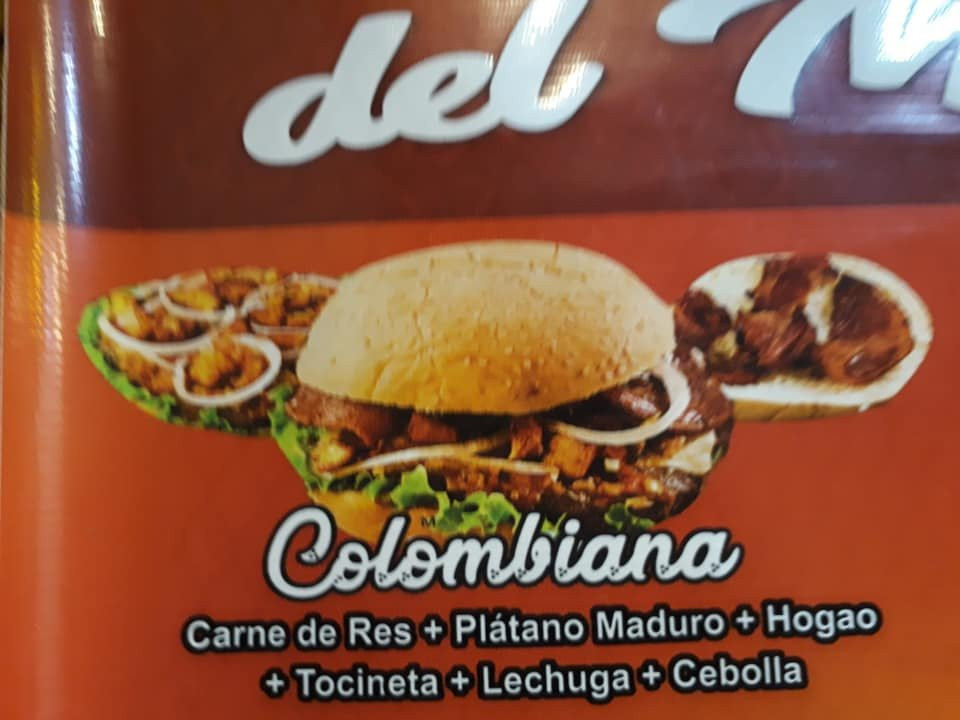 del
Colombiana
Carne de Res + Plátano Maduro + Hogao
+ Tocineta + Lechuga + Cebolla